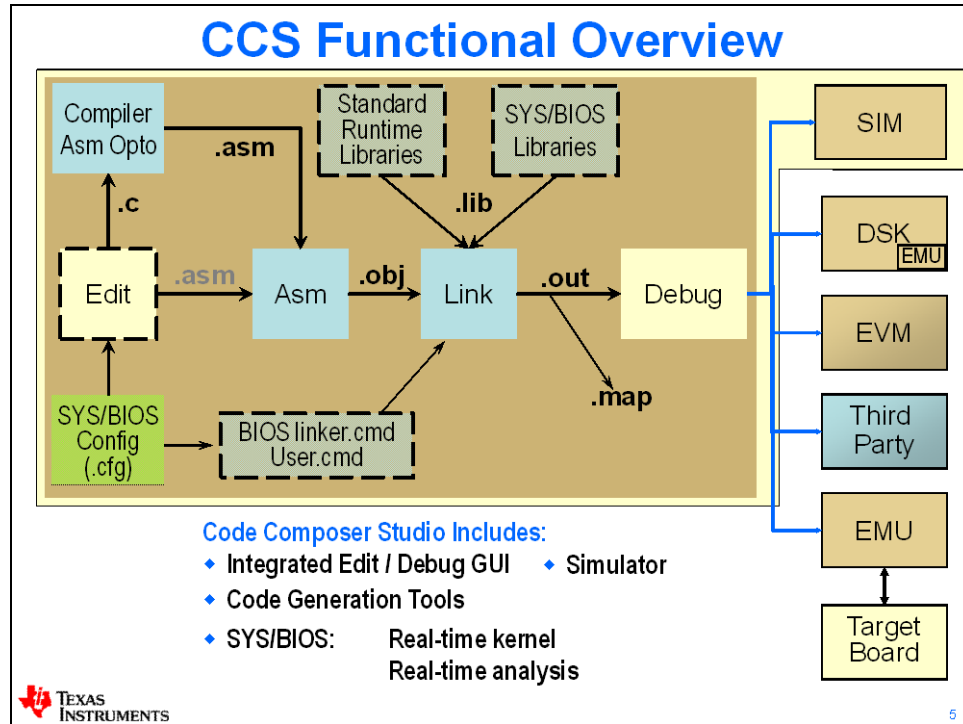 CCS Functional Overview
Compiler
Asm Opto
.asm
Standard
Runtime
Libraries
SYS/BIOS
Libraries
SIM
.c
.lib
DSK
EMU
Edit
.asm
Asm
.obj
Link
.out
Debug
EVM
.map
SYS/BIOS
Config
(.cfg)
BIOS linker.cmd
User.cmd
Third
Party
EMU
Target
Board
Code Composer Studio Includes:
◆ Integrated Edit / Debug GUI ◆ Simulator
◆ Code Generation Tools
◆ SYS/BIOS: Real-time kernel
Real-time analysis
TEXAS
INSTRUMENTS
5